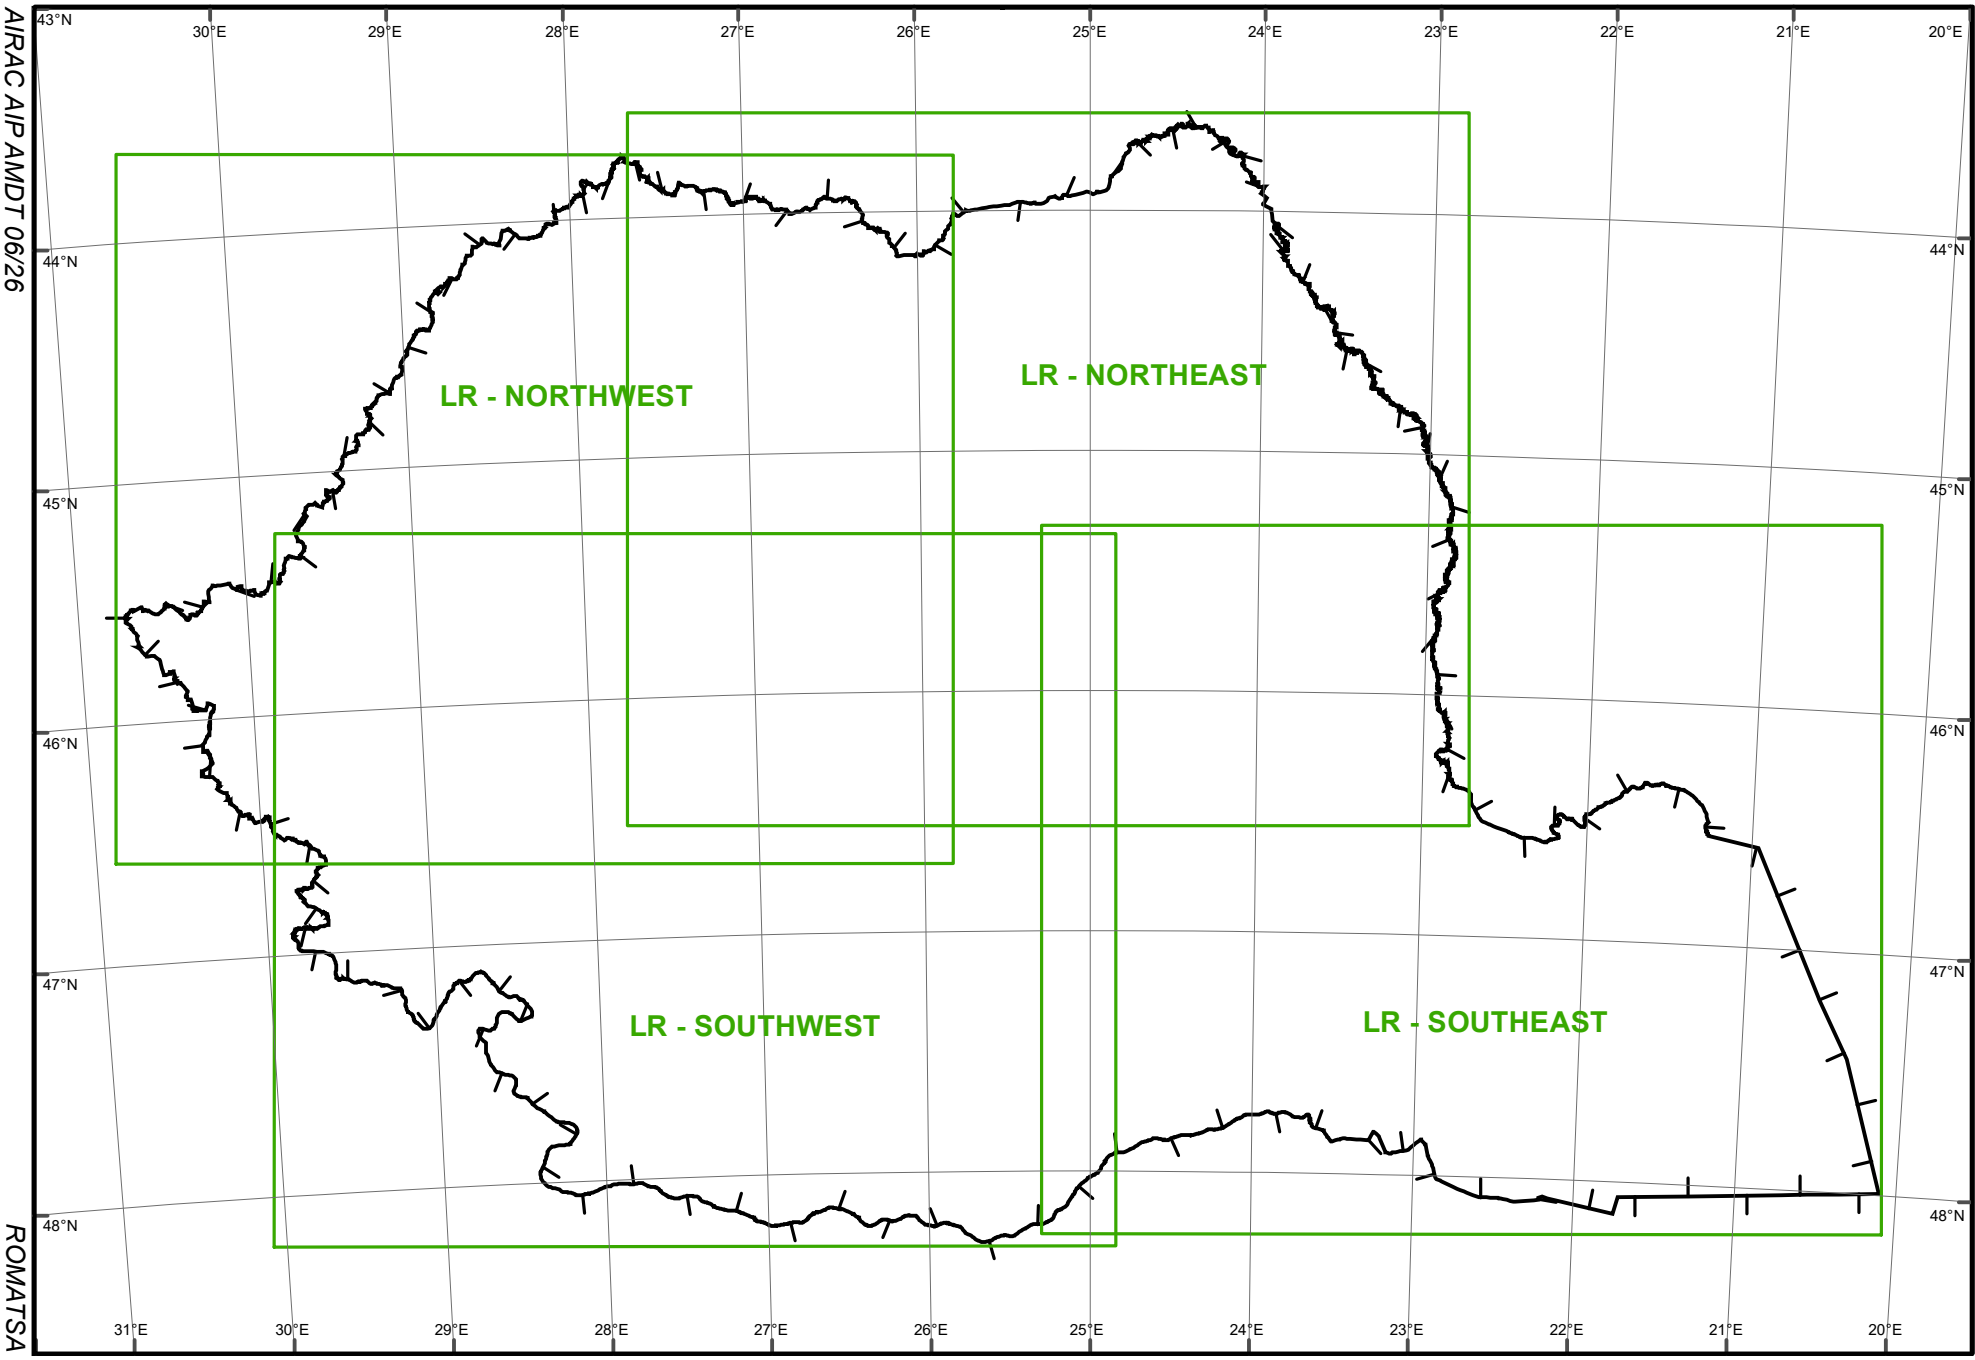 AIRAC AIP AMDT 06/26
ROMATSA
43°N
30°E
29°E
28°E
27°E
26°E
25°E
24°E
23°E
22°E
21°E
20°E
44°N
44°N
LR - NORTHWEST
LR - NORTHEAST
45°N
45°N
46°N
46°N
47°N
47°N
LR - SOUTHWEST
LR - SOUTHEAST
48°N
48°N
31°E
30°E
29°E
28°E
27°E
26°E
25°E
24°E
23°E
22°E
21°E
20°E